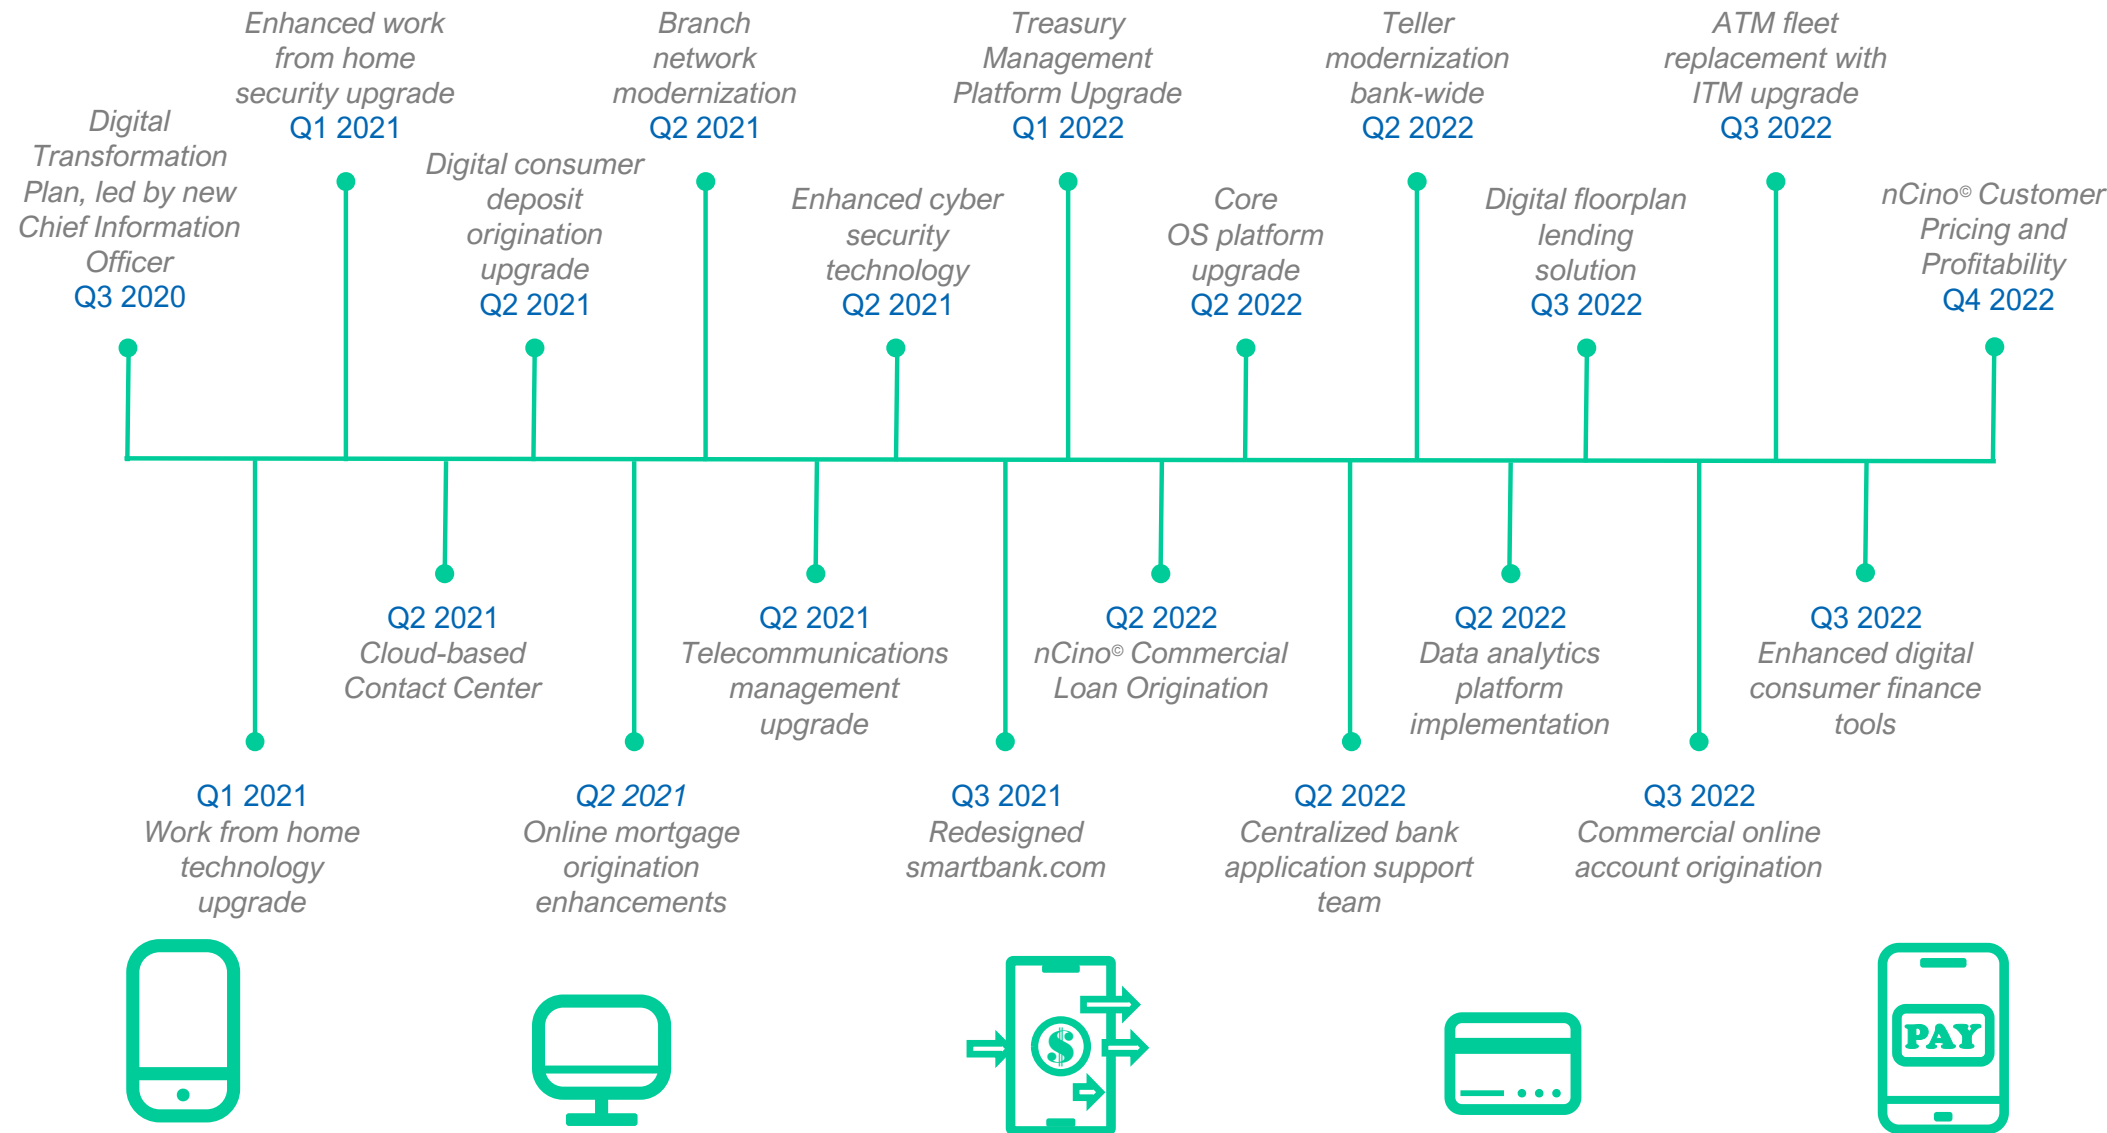 Digital
Transformation
Plan, led by new
Chief Information
Officer
Q3 2020
Enhanced work
from home
security upgrade
Q1 2021
Digital consumer
deposit
origination
upgrade
Q2 2021
Branch
network
modernization
Q2 2021
Enhanced cyber
security
technology
Q2 2021
Treasury
Management
Platform Upgrade
Q1 2022
Core
OS platform
upgrade
Q2 2022
Teller
modernization
bank-wide
Q2 2022
Digital floorplan
lending
solution
Q3 2022
ATM fleet
replacement with
ITM upgrade
Q3 2022
nCino© Customer
Pricing and
Profitability
Q4 2022
Q1 2021
Work from home
technology
upgrade
Q2 2021
Cloud-based
Contact Center
Q2 2021
Online mortgage
origination
enhancements
Q2 2021
Telecommunications
management
upgrade
Q3 2021
Redesigned
smartbank.com
Q2 2022
nCino© Commercial
Loan Origination
Q2 2022
Centralized bank
application support
team
Q2 2022
Data analytics
platform
implementation
Q3 2022
Commercial online
account origination
Q3 2022
Enhanced digital
consumer finance
tools
$
PAY